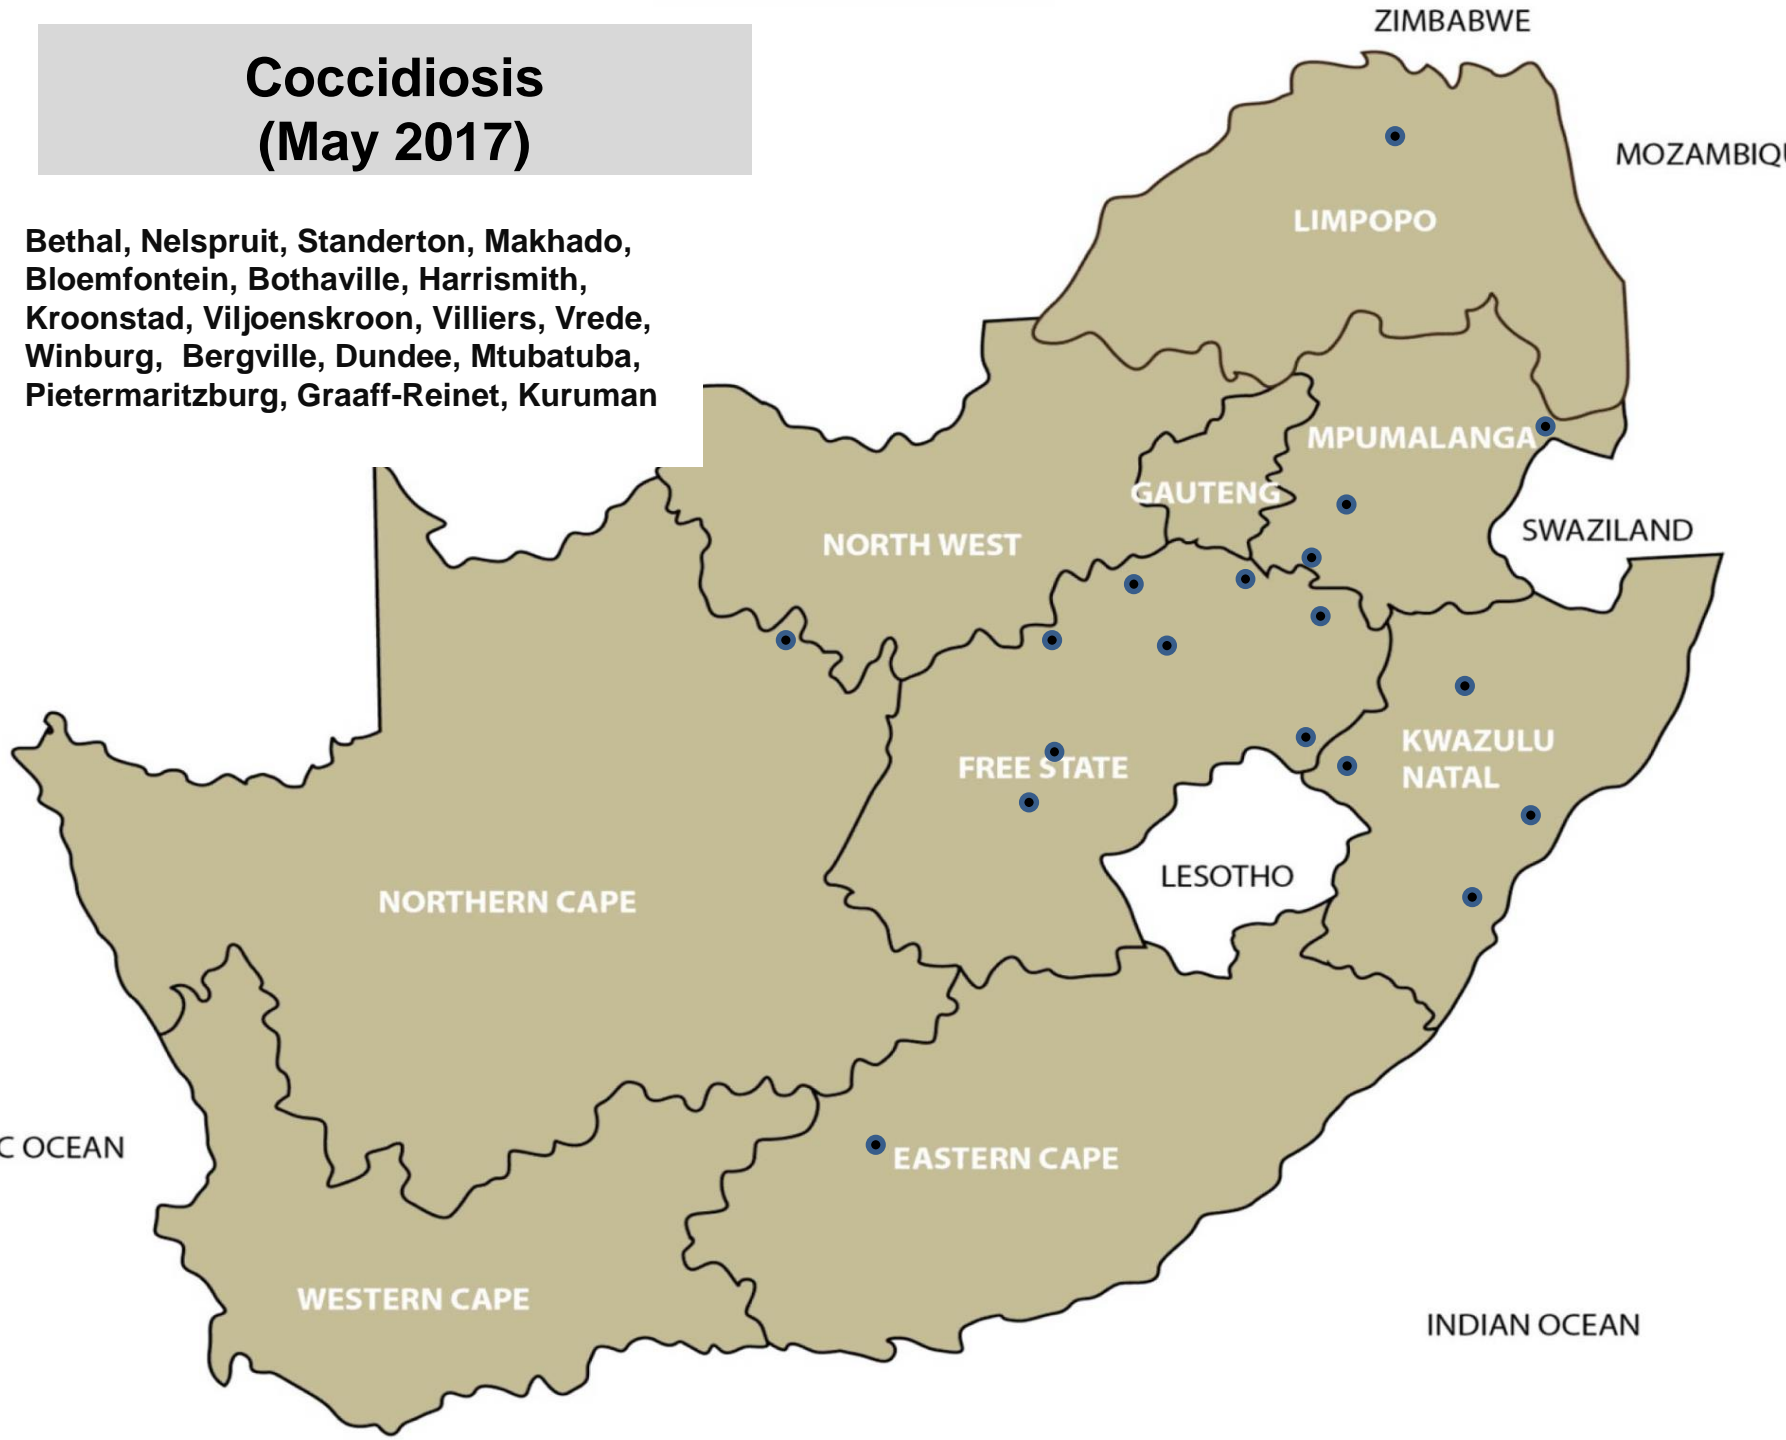 Coccidiosis
(May 2017)
Bethal, Nelspruit, Standerton, Makhado,
Bloemfontein, Bothaville, Harrismith,
Kroonstad, Viljoenskroon, Villiers, Vrede,
Winburg, Bergville, Dundee, Mtubatuba,
Pietermaritzburg, Graaff-Reinet, Kuruman
ZIMBABWE
MOZAMBIQU
LIMPOPO
MPUMALANGA
GAUTENG
NORTH WEST
SWAZILAND
KWAZULU
NATAL
FREE STATE
LESOTHO
NORTHERN CAPE
C OCEAN
EASTERN CAPE
WESTERN CAPE
INDIAN OCEAN